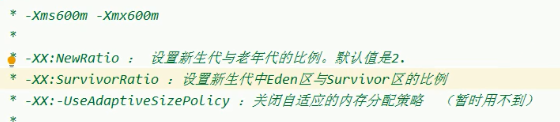 * -Xms600m -Xmx600m
*
* -XX:NewRatio : 设置新生代与老年代的比例。默认值是2.
* -XX:SurvivorRatio :设置新生代中Eden区与Survivor区的比例
* -XX:-UseAdaptiveSizePolicy :关闭自适应的内存分配策略 （暂时用不到）
*